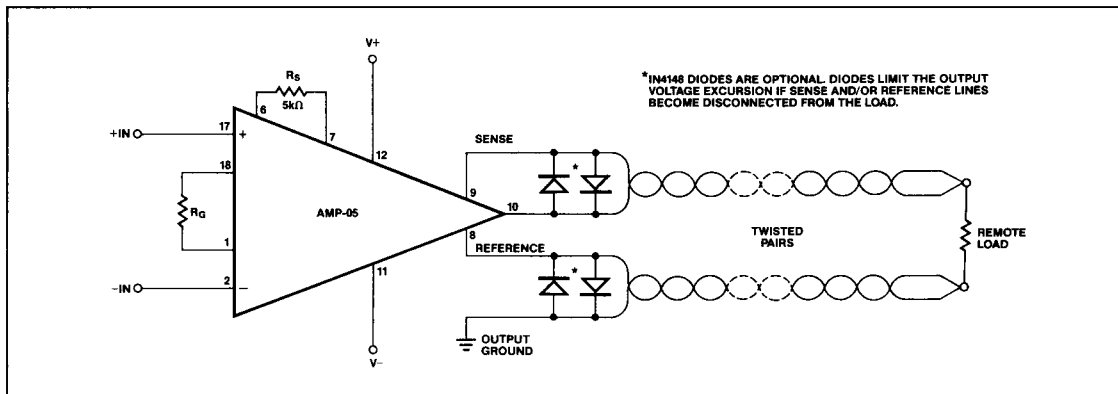 V+
R_S
5kΩ
6
7
*IN4148 DIODES ARE OPTIONAL. DIODES LIMIT THE OUTPUT
VOLTAGE EXCURSION IF SENSE AND/OR REFERENCE LINES
BECOME DISCONNECTED FROM THE LOAD.
+IN
17
+
12
SENSE
18
*
9
R_G
AMP-05
10
TWISTED
PAIRS
REMOTE
LOAD
1
8
REFERENCE
*
11
-IN
2
−
OUTPUT
GROUND
V−